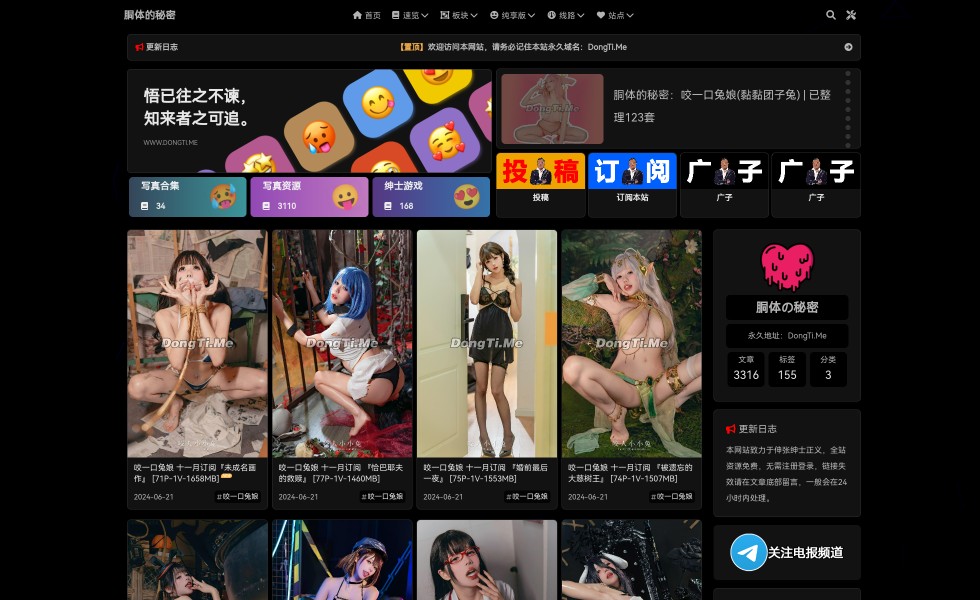 胴体的秘密
首页 速览 板块 纯享版 线路 站点
更新日志
【置顶】欢迎访问本网站，请务必记住本站永久域名：DongTi.Me
悟已往之不谏，
知来者之可追。
WWW.DONGTI.ME
胴体的秘密：咬一口兔娘(黏黏团子兔) | 已整
理123套
DongTi.Me
写真合集
34
写真资源
3110
绅士游戏
168
投稿
投稿
订阅
订阅本站
广子
广子
广子
广子
DongTi.Me
咬一口兔娘 十一月订阅 『未成名画
作』 [71P-1V-1658MB]
2024-06-21 #咬一口兔娘
DongTi.Me
咬一口兔娘 十一月订阅 『恰巴耶夫
的救赎』 [77P-1V-1460MB]
2024-06-21 #咬一口兔娘
DongTi.Me
咬一口兔娘 十一月订阅 『婚前最后
一夜』 [75P-1V-1553MB]
2024-06-21 #咬一口兔娘
DongTi.Me
咬一口兔娘 十一月订阅 『被遗忘的
大慈树王』 [74P-1V-1507MB]
2024-06-21 #咬一口兔娘
胴体の秘密
永久地址：DongTi.Me
文章 标签 分类
3316 155 3
更新日志
本网站致力于伸张绅士正义，全站
资源免费，无需注册登录，链接失
效请在文章底部留言，一般会在24
小时内处理。
关注电报频道